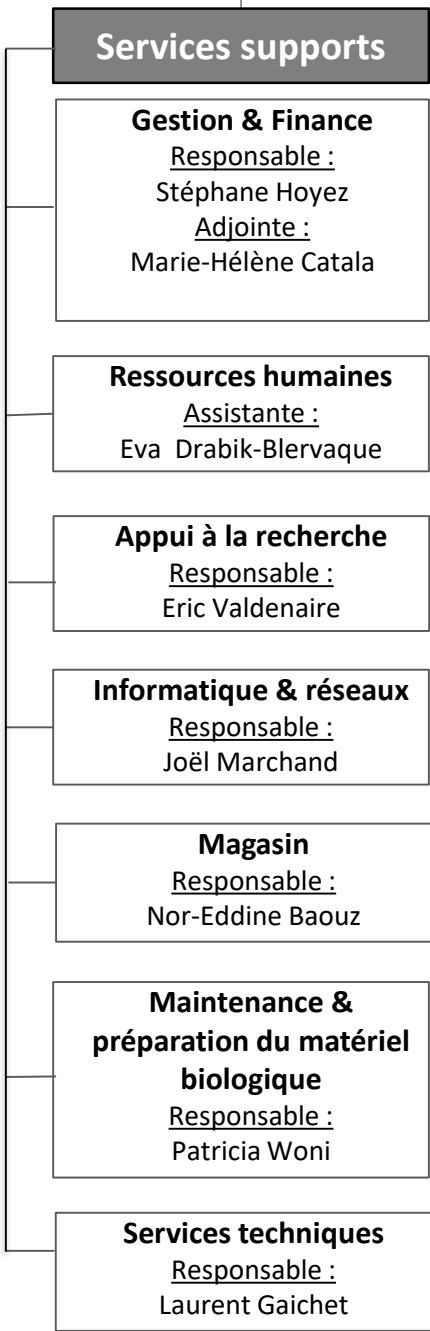 Services supports
Gestion & Finance
Responsable :
Stéphane Hoyez
Adjointe :
Marie-Hélène Catala
Ressources humaines
Assistante :
Eva Drabik-Blervaque
Appui à la recherche
Responsable :
Eric Valdenaire
Informatique & réseaux
Responsable :
Joël Marchand
Magasin
Responsable :
Nor-Eddine Baouz
Maintenance &
préparation du matériel
biologique
Responsable :
Patricia Woni
Services techniques
Responsable :
Laurent Gaichet